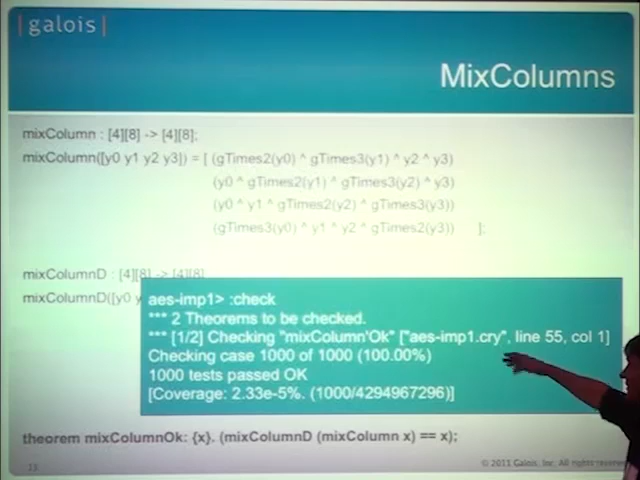 |galois|
MixColumns
mixColumn : [4][8] -> [4][8];
mixColumn([y0 y1 y2 y3]) = [ (gTimes2(y0) ^ gTimes3(y1) ^ y2 ^ y3)
(y0 ^ gTimes2(y1) ^ gTimes3(y2) ^ y3)
(y0 ^ y1 ^ gTimes2(y2) ^ gTimes3(y3))
(gTimes3(y0) ^ y1 ^ y2 ^ gTimes2(y3)) ];
mixColumnD : [4][8] -> [4][8]
mixColumnD([y0 y
aes-imp1> :check
*** 2 Theorems to be checked.
*** [1/2] Checking "mixColumn'Ok" ["aes-imp1.cry", line 55, col 1]
Checking case 1000 of 1000 (100.00%)
1000 tests passed OK
[Coverage: 2.33e-5%. (1000/4294967296)]
theorem mixColumnOk: {x}. (mixColumnD (mixColumn x) == x);
© 2011 Galois, Inc. All rights